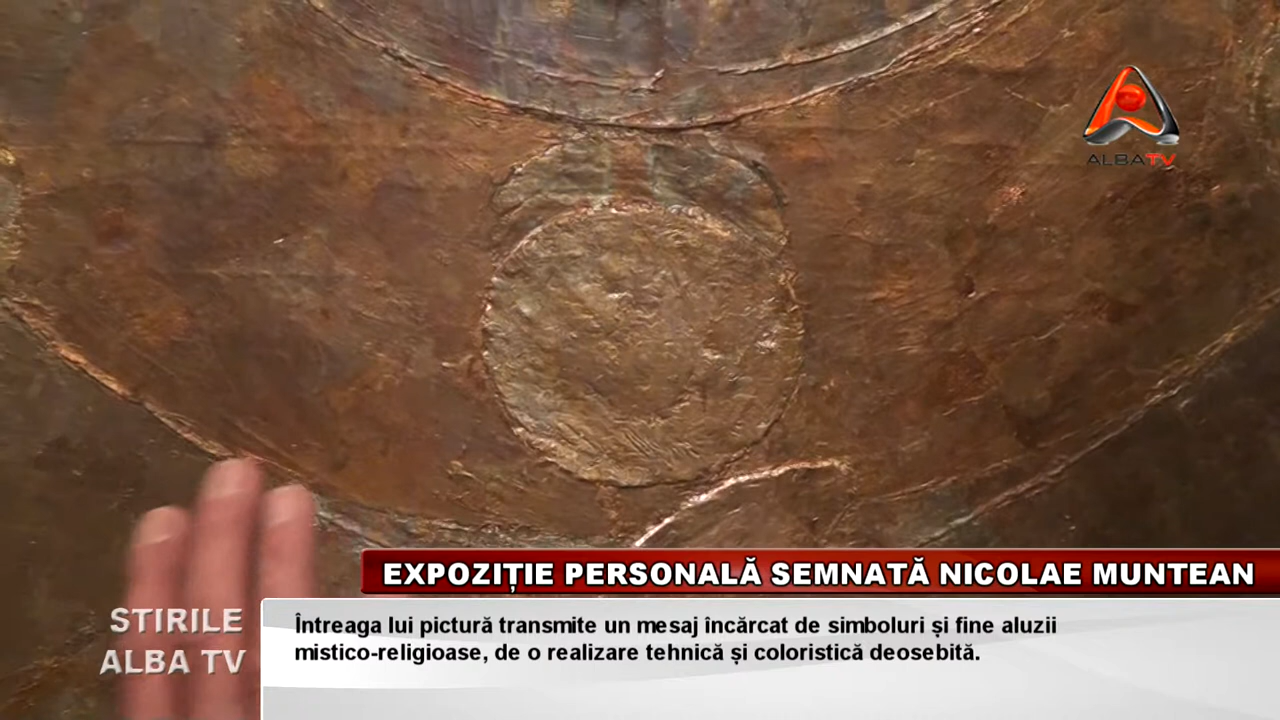 ALBATV
EXPOZIȚIE PERSONALĂ SEMNATĂ NICOLAE MUNTEAN
STIRILE
ALBA TV
Întreaga lui pictură transmite un mesaj încărcat de simboluri și fine aluzii
mistico-religioase, de o realizare tehnică și coloristică deosebită.